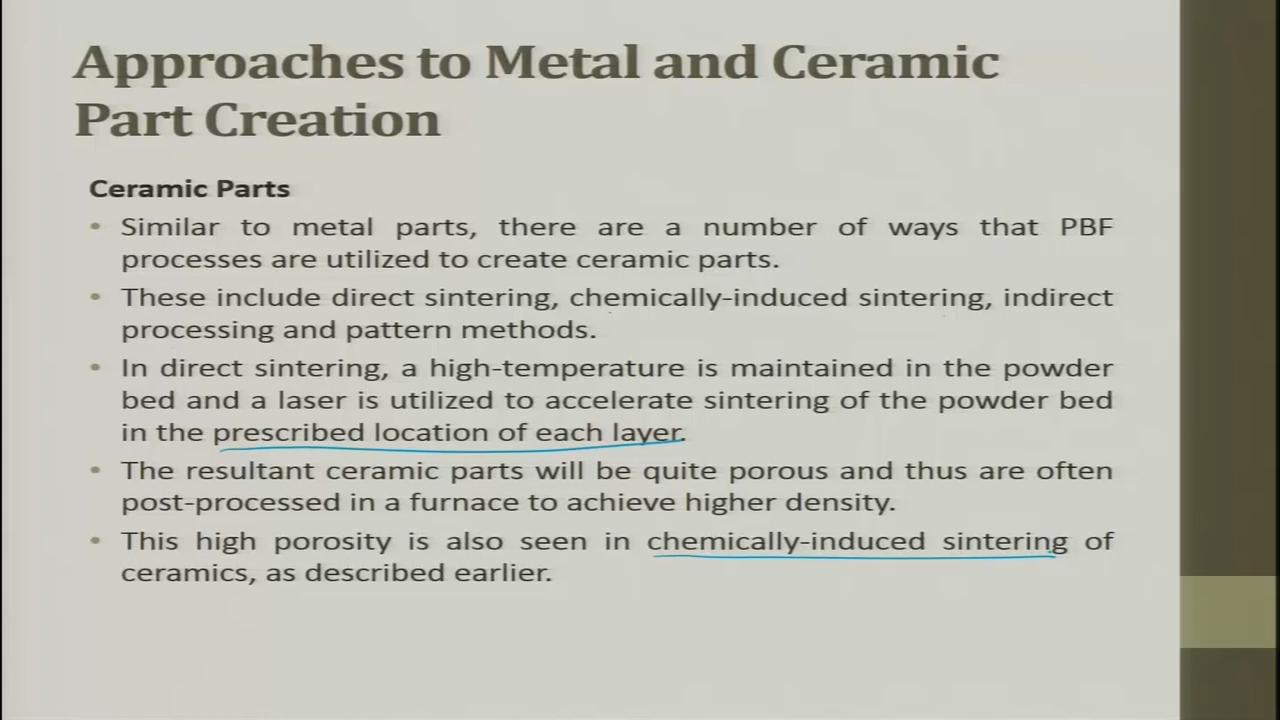 Approaches to Metal and Ceramic
Part Creation
Ceramic Parts
• Similar to metal parts, there are a number of ways that PBF
processes are utilized to create ceramic parts.
• These include direct sintering, chemically-induced sintering, indirect
processing and pattern methods.
• In direct sintering, a high-temperature is maintained in the powder
bed and a laser is utilized to accelerate sintering of the powder bed
in the prescribed location of each layer.
• The resultant ceramic parts will be quite porous and thus are often
post-processed in a furnace to achieve higher density.
• This high porosity is also seen in chemically-induced sintering of
ceramics, as described earlier.